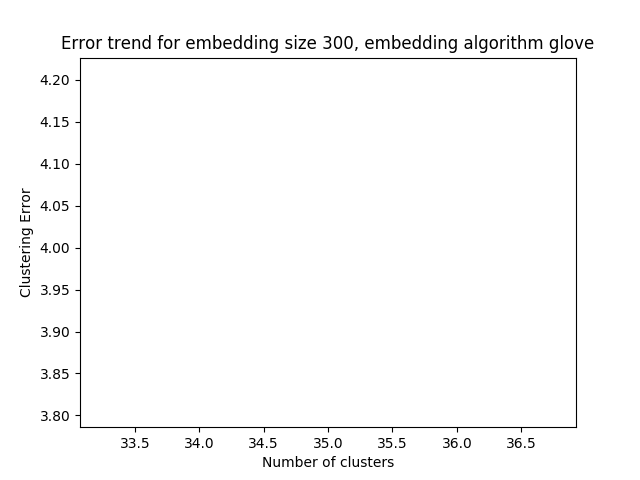 Error trend for embedding size 300, embedding algorithm glove
4.20
4.15
4.10
4.05
4.00
3.95
3.90
3.85
3.80
Clustering Error
33.5 34.0 34.5 35.0 35.5 36.0 36.5
Number of clusters